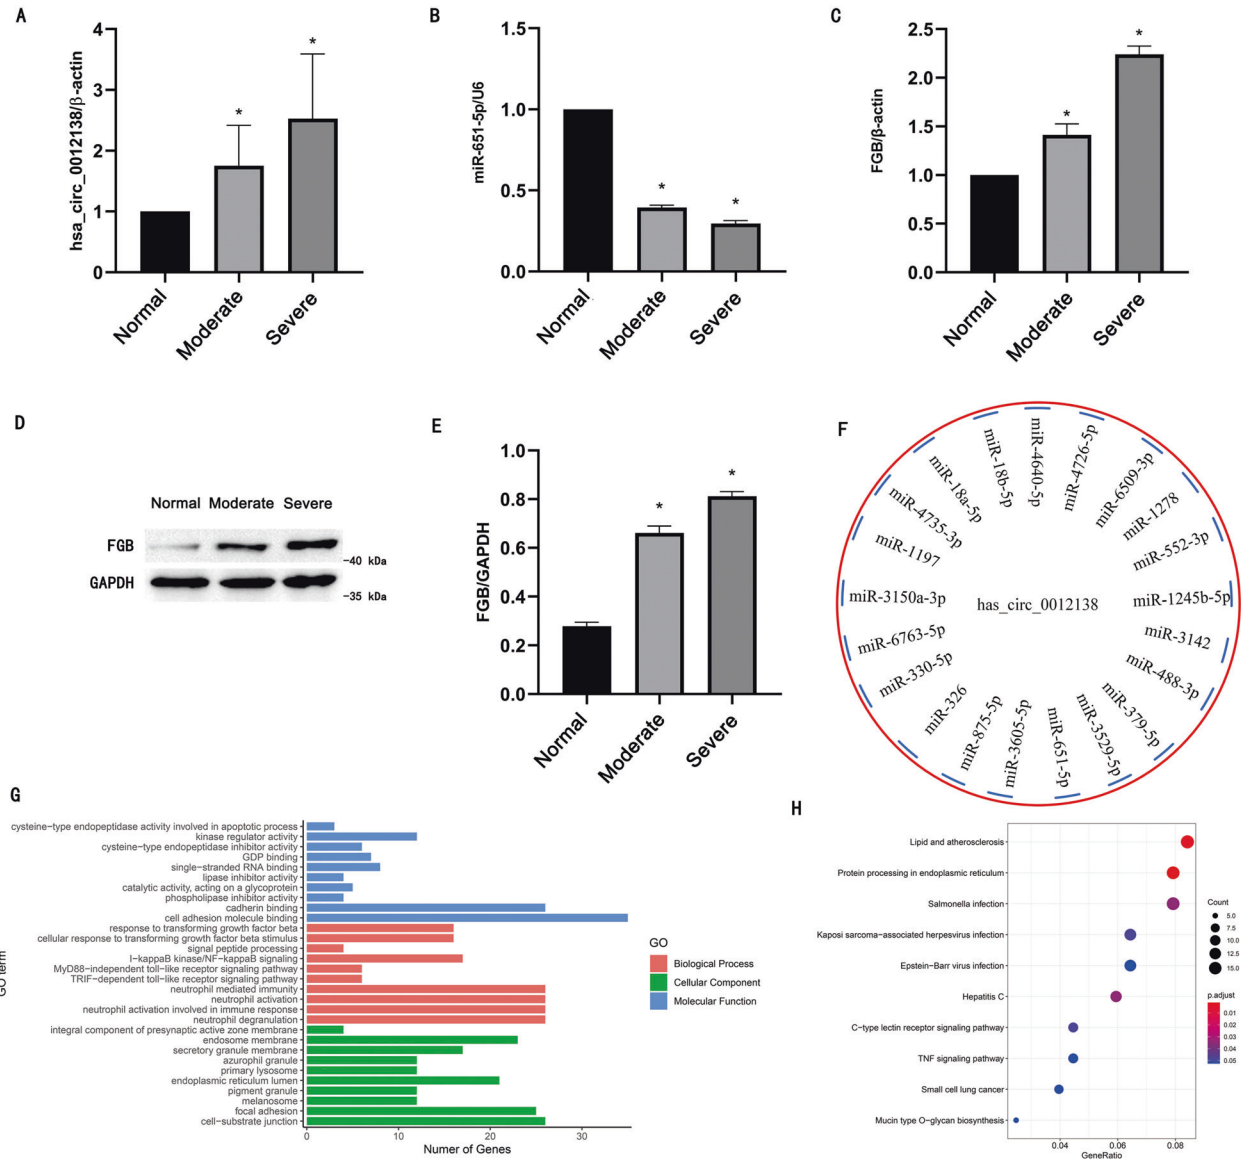 A
hsa_circ_0012138/β-actin
4
3
2
1
0
*
*
Normal
Moderate
Severe
B
miR-651-5p/U6
1.5
1.0
0.5
0.0
*
*
Normal
Moderate
Severe
C
FGB/β-actin
2.5
2.0
1.5
1.0
0.5
0.0
*
*
Normal
Moderate
Severe
D
Normal Moderate Severe
FGB
-40 kDa
GAPDH
-35 kDa
E
FGB/GAPDH
1.0
0.8
0.6
0.4
0.2
0.0
*
*
Normal
Moderate
Severe
F
miR-4640-5p
miR-4726-5p
miR-6509-3p
miR-1278
miR-552-3p
miR-1245b-5p
miR-3142
miR-488-3p
miR-379-5p
miR-3529-5p
miR-651-5p
miR-3605-5p
miR-875-5p
miR-326
miR-330-5p
miR-6763-5p
miR-3150a-3p
miR-1197
miR-4735-3p
miR-18a-5p
miR-18b-5p
has_circ_0012138
G
GO term
cysteine-type endopeptidase activity involved in apoptotic process
kinase regulator activity
cysteine-type endopeptidase inhibitor activity
GDP binding
single-stranded RNA binding
lipase inhibitor activity
catalytic activity, acting on a glycoprotein
phospholipase inhibitor activity
cadherin binding
cell adhesion molecule binding
response to transforming growth factor beta
cellular response to transforming growth factor beta stimulus
signal peptide processing
I-kappaB kinase/NF-kappaB signaling
MyD88-independent toll-like receptor signaling pathway
TRIF-dependent toll-like receptor signaling pathway
neutrophil mediated immunity
neutrophil activation
neutrophil activation involved in immune response
neutrophil degranulation
integral component of presynaptic active zone membrane
endosome membrane
secretory granule membrane
azurophil granule
primary lysosome
endoplasmic reticulum lumen
pigment granule
melanosome
focal adhesion
cell-substrate junction
0 10 20 30
Numer of Genes
GO
Biological Process
Cellular Component
Molecular Function
H
Lipid and atherosclerosis
Protein processing in endoplasmic reticulum
Salmonella infection
Kaposi sarcoma-associated herpesvirus infection
Epstein-Barr virus infection
Hepatitis C
C-type lectin receptor signaling pathway
TNF signaling pathway
Small cell lung cancer
Mucin type O-glycan biosynthesis
0.04 0.06 0.08
GeneRatio
Count
5.0
7.5
10.0
12.5
15.0
p.adjust
0.01
0.02
0.03
0.04
0.05